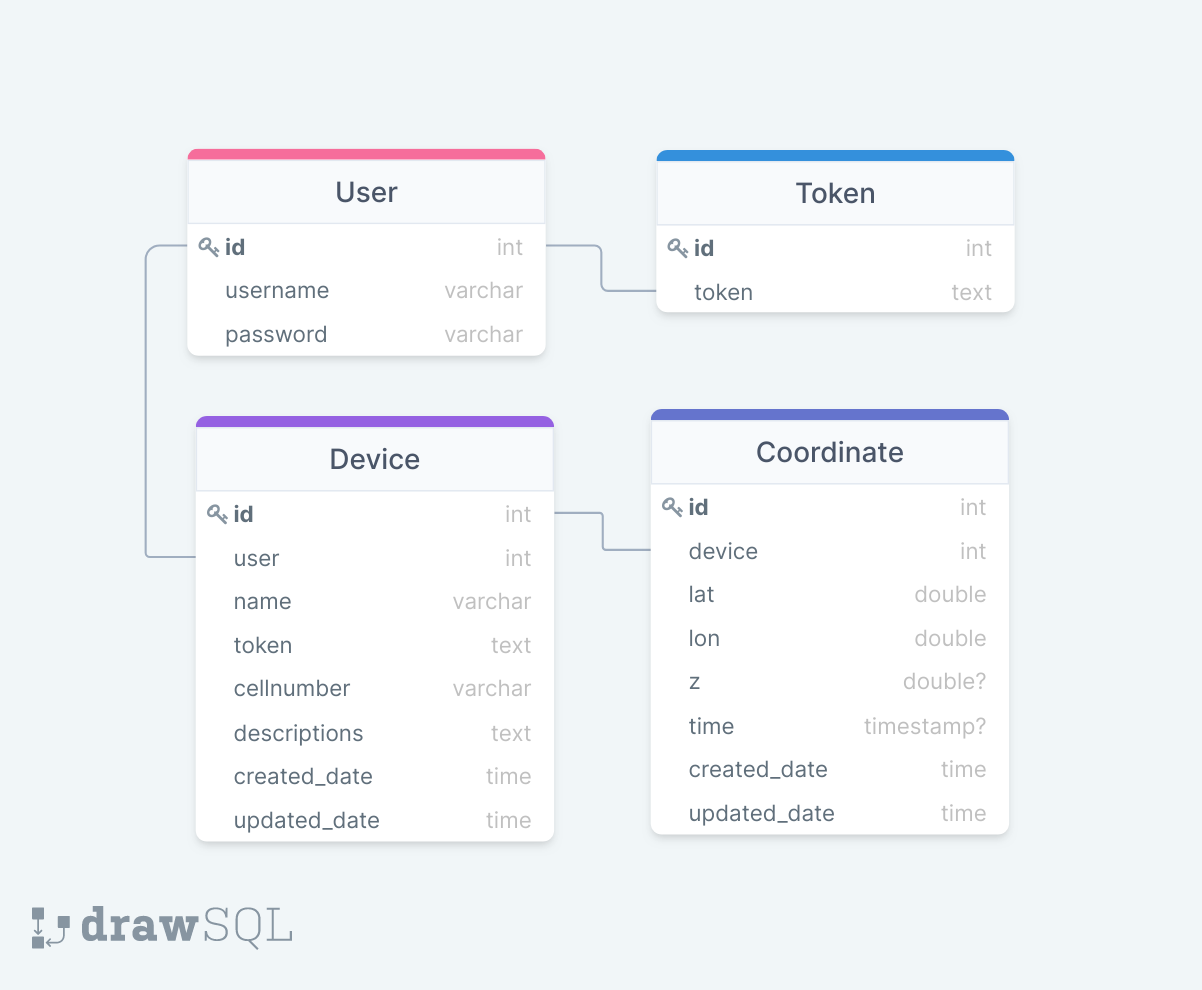 User
id int
username varchar
password varchar
Token
id int
token text
Device
id int
user int
name varchar
token text
cellnumber varchar
descriptions text
created_date time
updated_date time
Coordinate
id int
device int
lat double
lon double
z double?
time timestamp?
created_date time
updated_date time
drawSQL